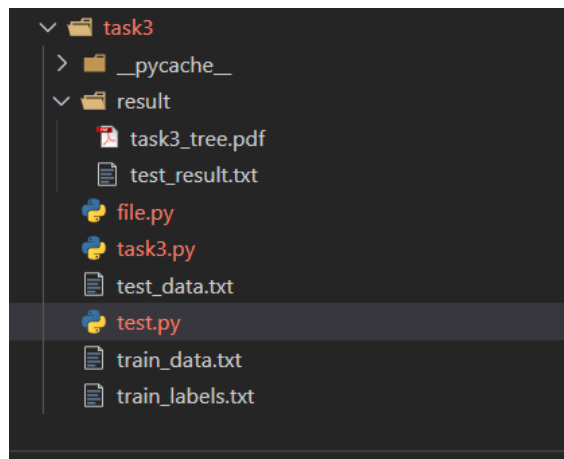 task3
__pycache__
result
task3_tree.pdf
test_result.txt
file.py
task3.py
test_data.txt
test.py
train_data.txt
train_labels.txt